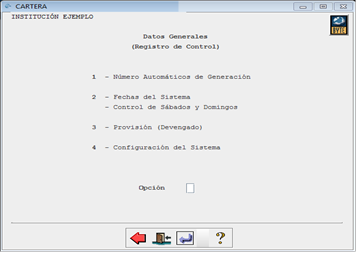 CARTERA
INSTITUCIÓN EJEMPLO
Datos Generales
(Registro de Control)
1 - Número Automáticos de Generación
2 - Fechas del Sistema
- Control de Sábados y Domingos
3 - Provisión (Devengado)
4 - Configuración del Sistema
Opción
?
BYTE